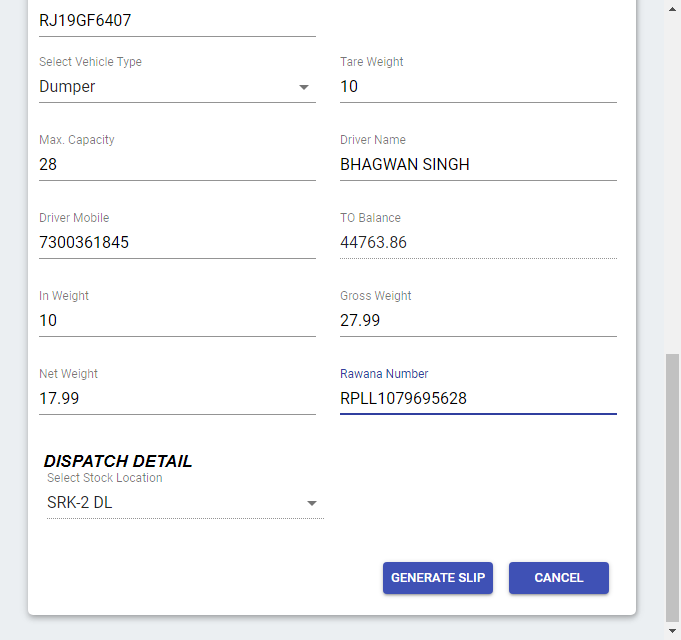 RJ19GF6407
Select Vehicle Type
Dumper
Tare Weight
10
Max. Capacity
28
Driver Name
BHAGWAN SINGH
Driver Mobile
7300361845
TO Balance
44763.86
In Weight
10
Gross Weight
27.99
Net Weight
17.99
Rawana Number
RPLL1079695628
DISPATCH DETAIL
Select Stock Location
SRK-2 DL
GENERATE SLIP
CANCEL